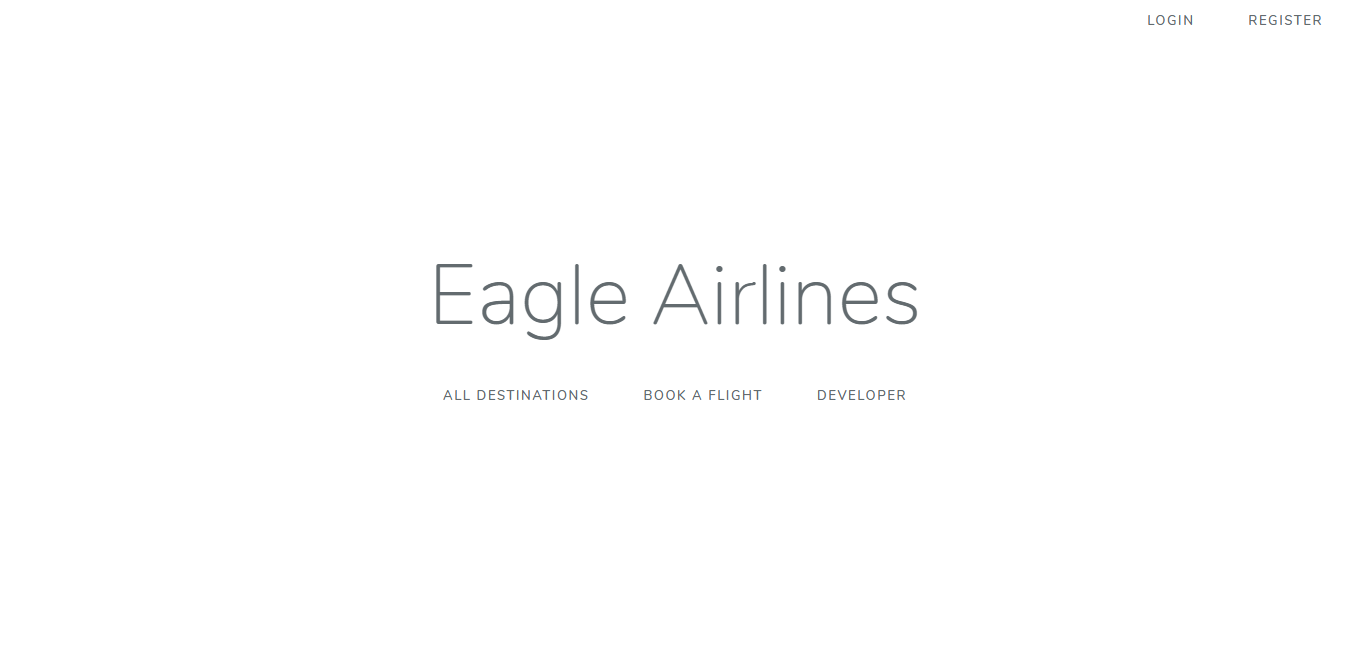 LOGIN REGISTER
Eagle Airlines
ALL DESTINATIONS BOOK A FLIGHT DEVELOPER